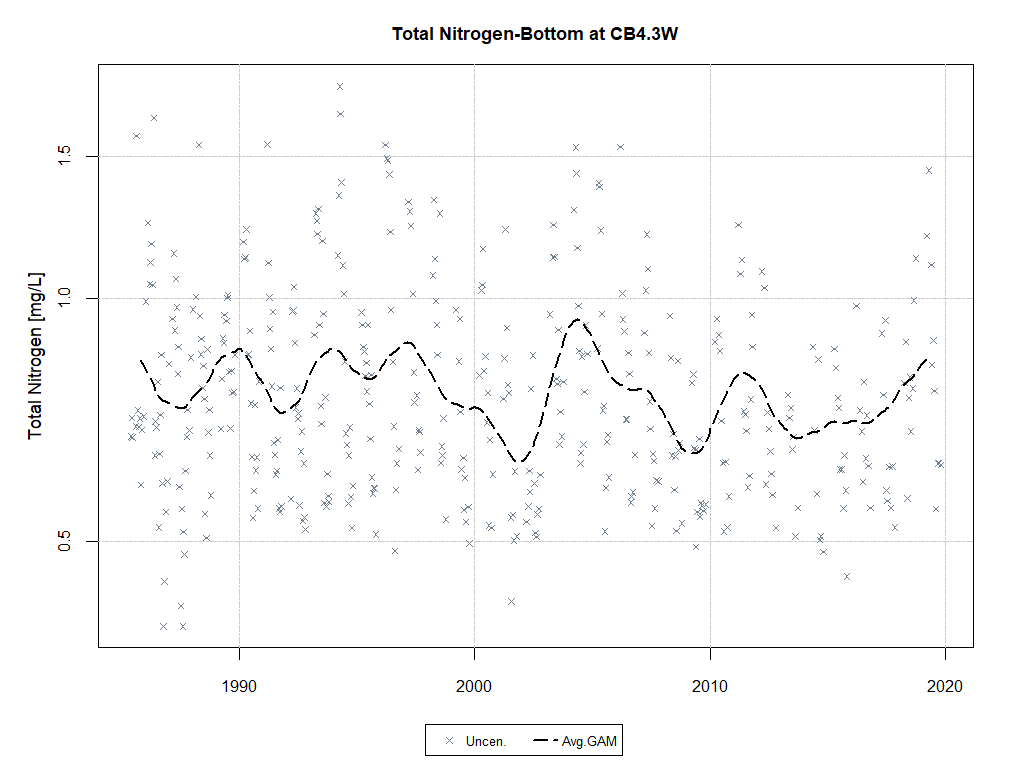 Total Nitrogen-Bottom at CB4.3W
Total Nitrogen [mg/L]
1.5
1.0
0.5
1990 2000 2010 2020
Uncen. Avg.GAM